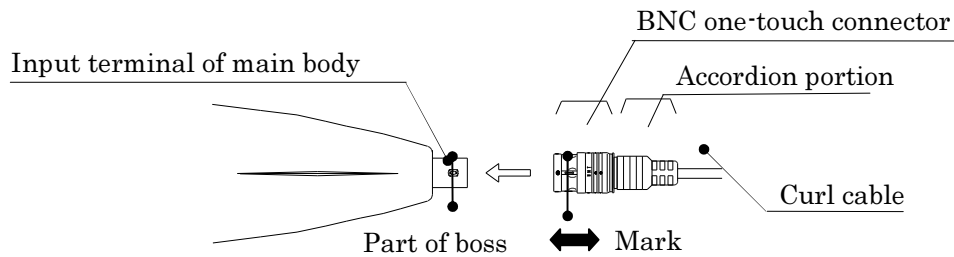 BNC one-touch connector
Input terminal of main body
Accordion portion
Curl cable
Part of boss
Mark